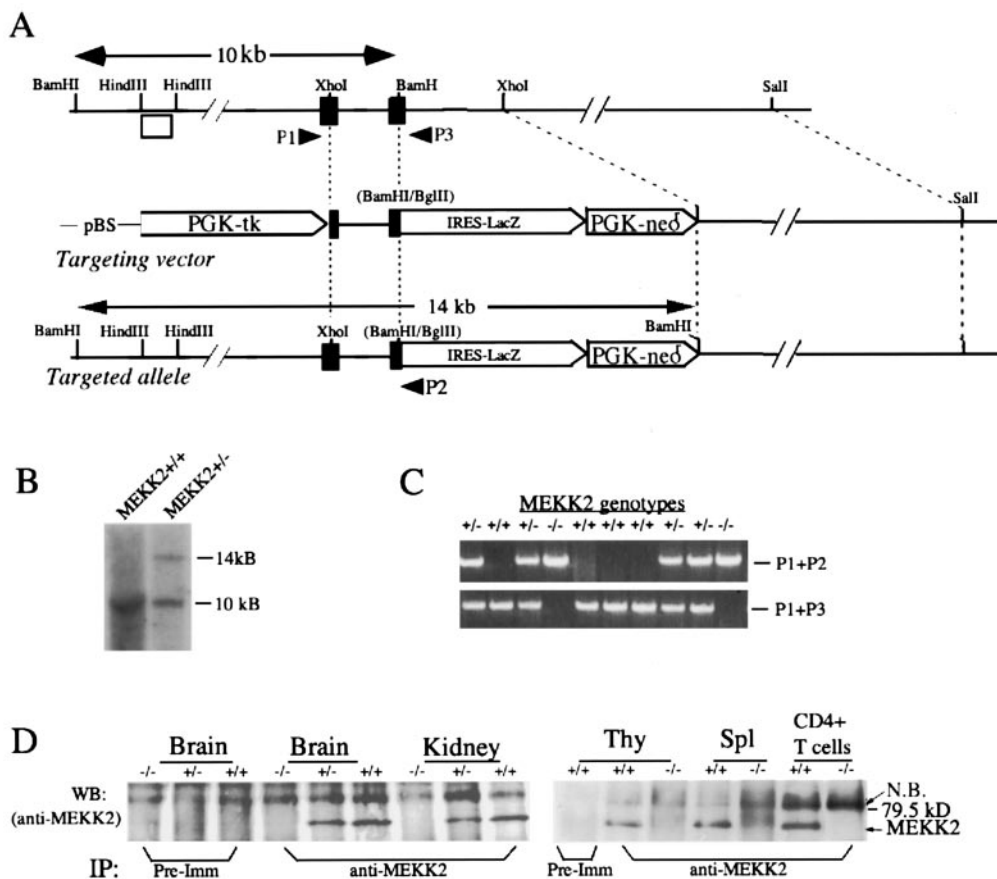 A
10 kb
BamHI HindIII HindIII XhoI BamH XhoI SalI
P1 P3
(BamHI/BglII) SalI
pBS PGK-tk IRES-LacZ PGK-neor
Targeting vector
14 kb
BamHI HindIII HindIII XhoI (BamHI/BglII) BamHI
IRES-LacZ PGK-neor
Targeted allele
P2
B
MEKK2+/+ MEKK2+/-
14kB
10 kB
C
MEKK2 genotypes
+/- +/+ +/- -/- +/+ +/+ +/+ +/- +/- -/-
P1+P2
P1+P3
D
Brain Brain Kidney
-/- +/- +/+ -/- +/- +/+ -/- +/- +/+
WB:
(anti-MEKK2)
IP: Pre-Imm anti-MEKK2
Thy Spl CD4+
T cells
+/+ +/+ -/- +/+ -/- +/+ -/-
N.B.
79.5 kD
MEKK2
Pre-Imm anti-MEKK2